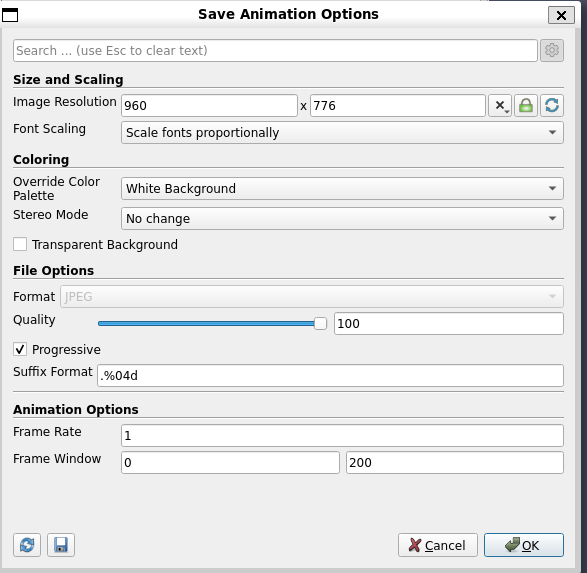 Save Animation Options
Search ... (use Esc to clear text)
Size and Scaling
Image Resolution 960 x 776
Font Scaling Scale fonts proportionally
Coloring
Override Color
Palette White Background
Stereo Mode No change
Transparent Background
File Options
Format JPEG
Quality 100
Progressive
Suffix Format .%04d
Animation Options
Frame Rate 1
Frame Window 0 200
Cancel OK